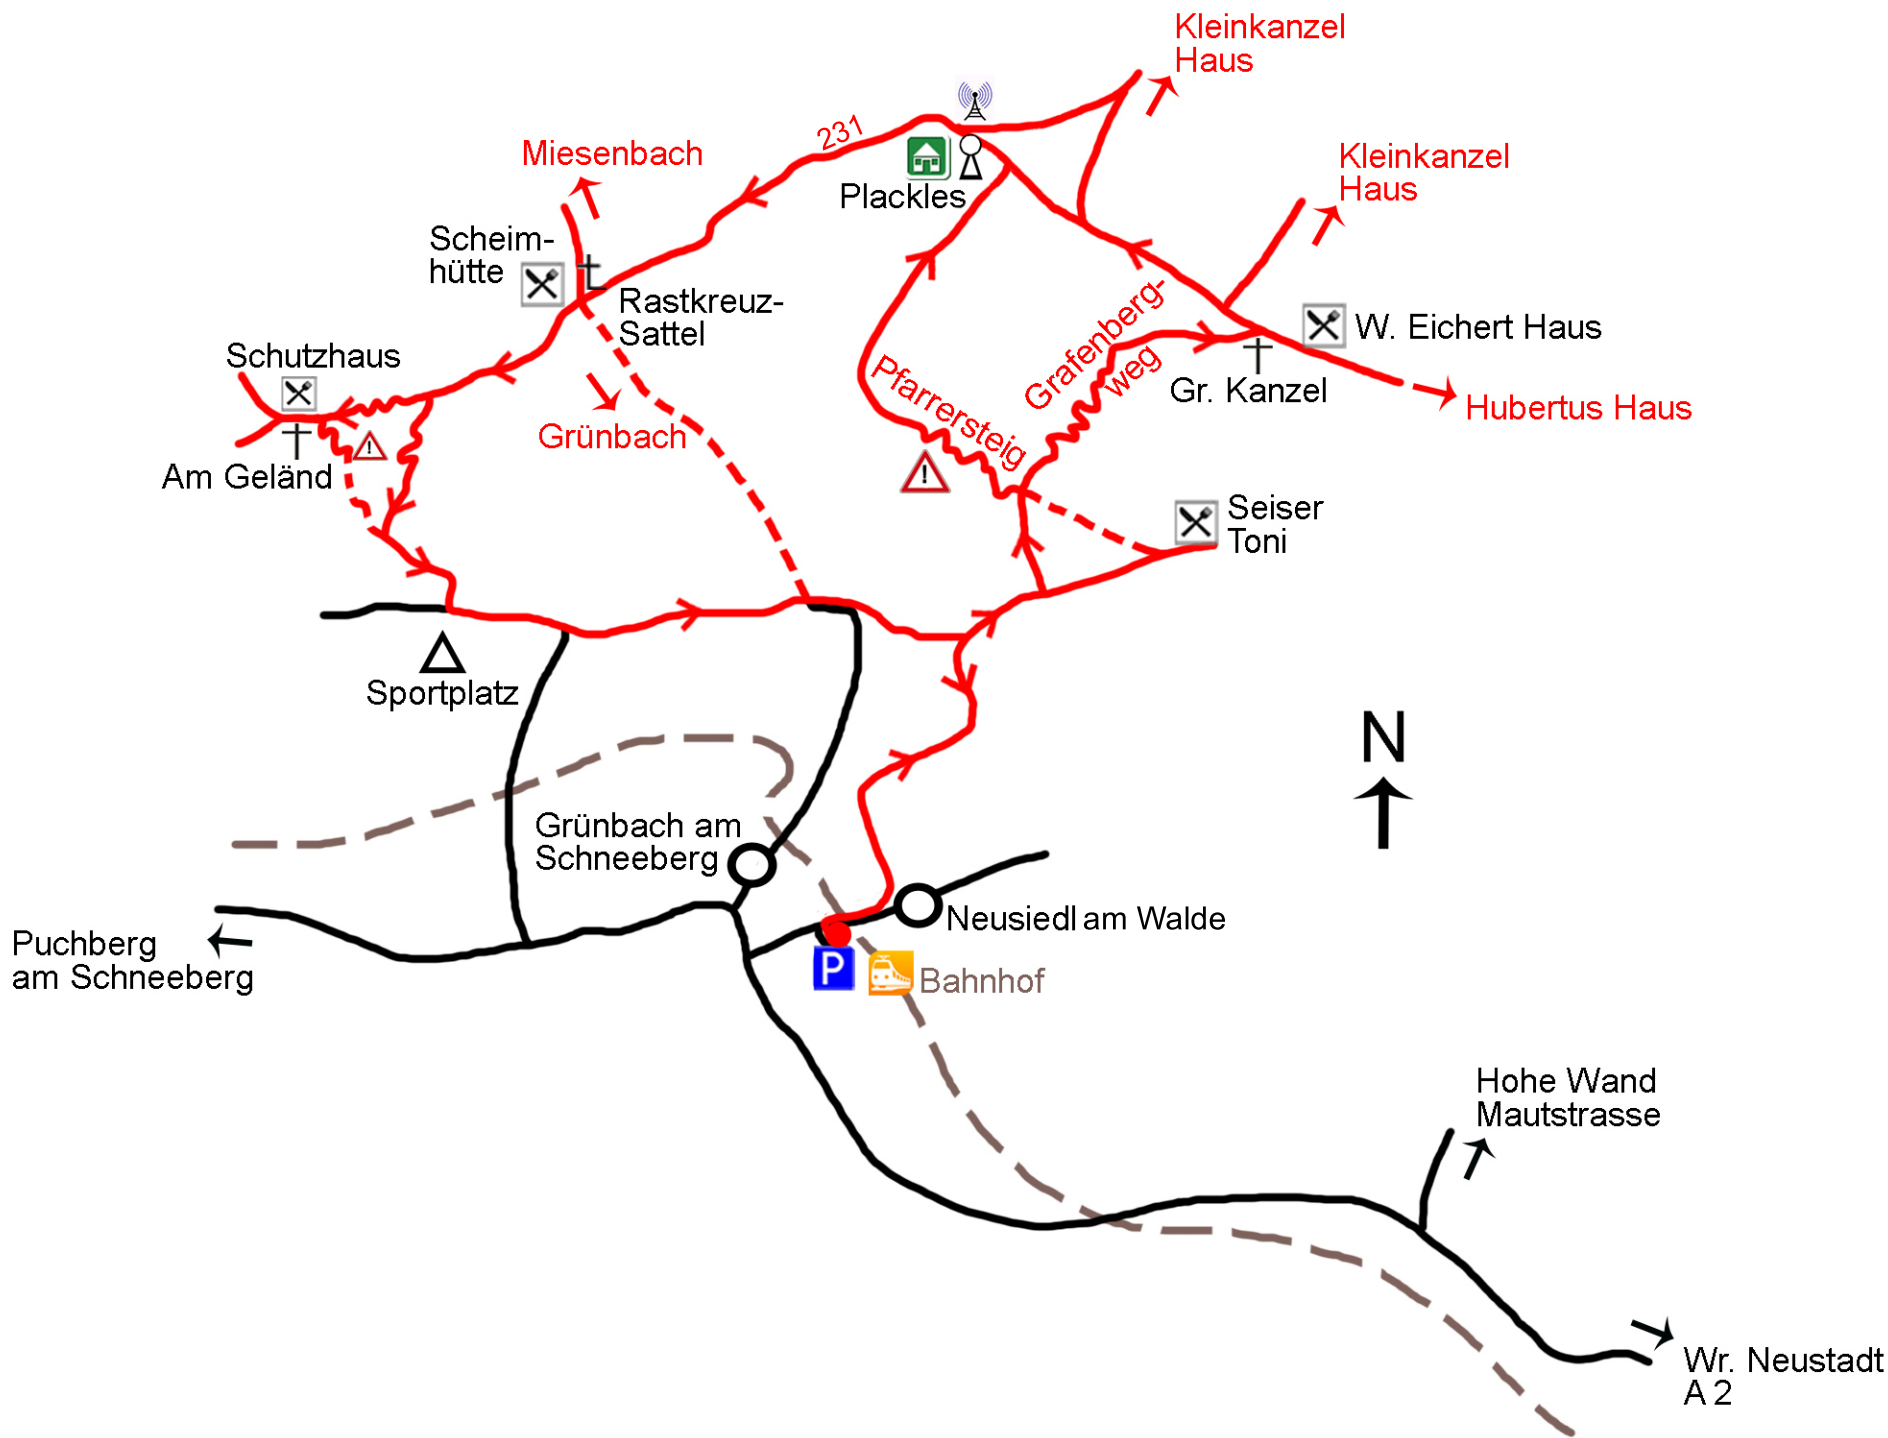 Kleinkanzel
Haus
231
Miesenbach
Kleinkanzel
Haus
Plackles
Scheim-
hütte
Rastkreuz-
Sattel
Grafenberg-
weg
W. Eichert Haus
Schutzhaus
Pfarrersteig
Gr. Kanzel
Hubertus Haus
Grünbach
Am Geländ
Seiser
Toni
Sportplatz
N
Grünbach am
Schneeberg
Neusiedl am Walde
Puchberg
am Schneeberg
P
Bahnhof
Hohe Wand
Mautstrasse
Wr. Neustadt
A 2